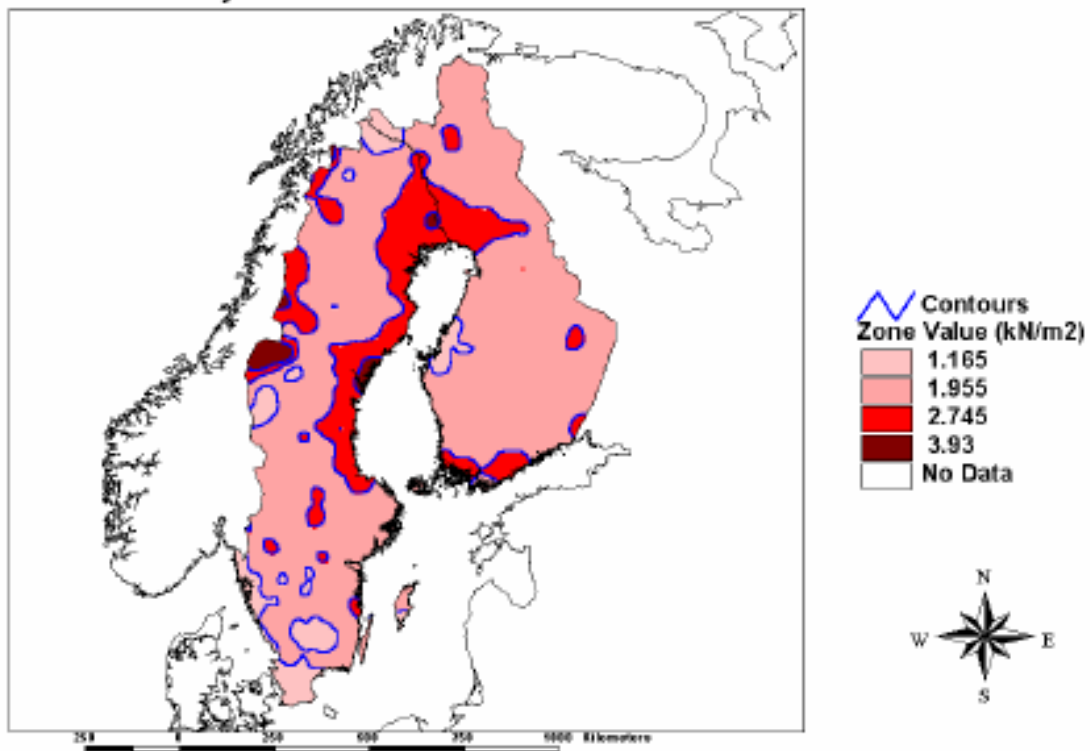 Contours
Zone Value (kN/m2)
1.165
1.955
2.745
3.93
No Data
N
W E
S
250 0 250 500 750 1000 Kilometers